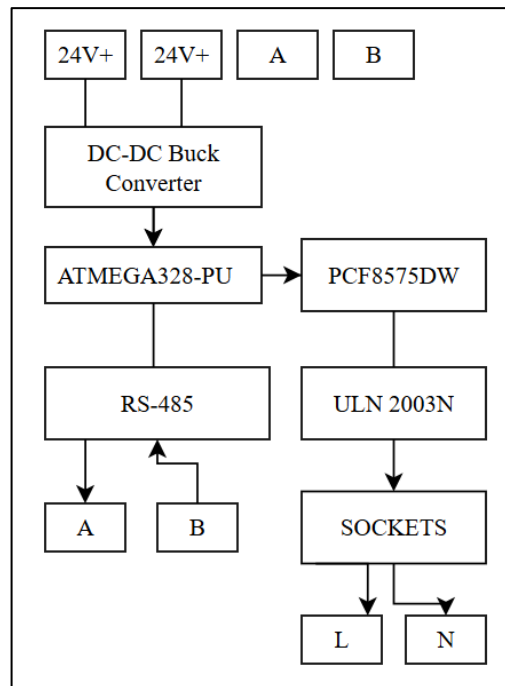 24V+ 24V+ A B
DC-DC Buck
Converter
ATMEGA328-PU PCF8575DW
RS-485 ULN 2003N
A B SOCKETS
L N